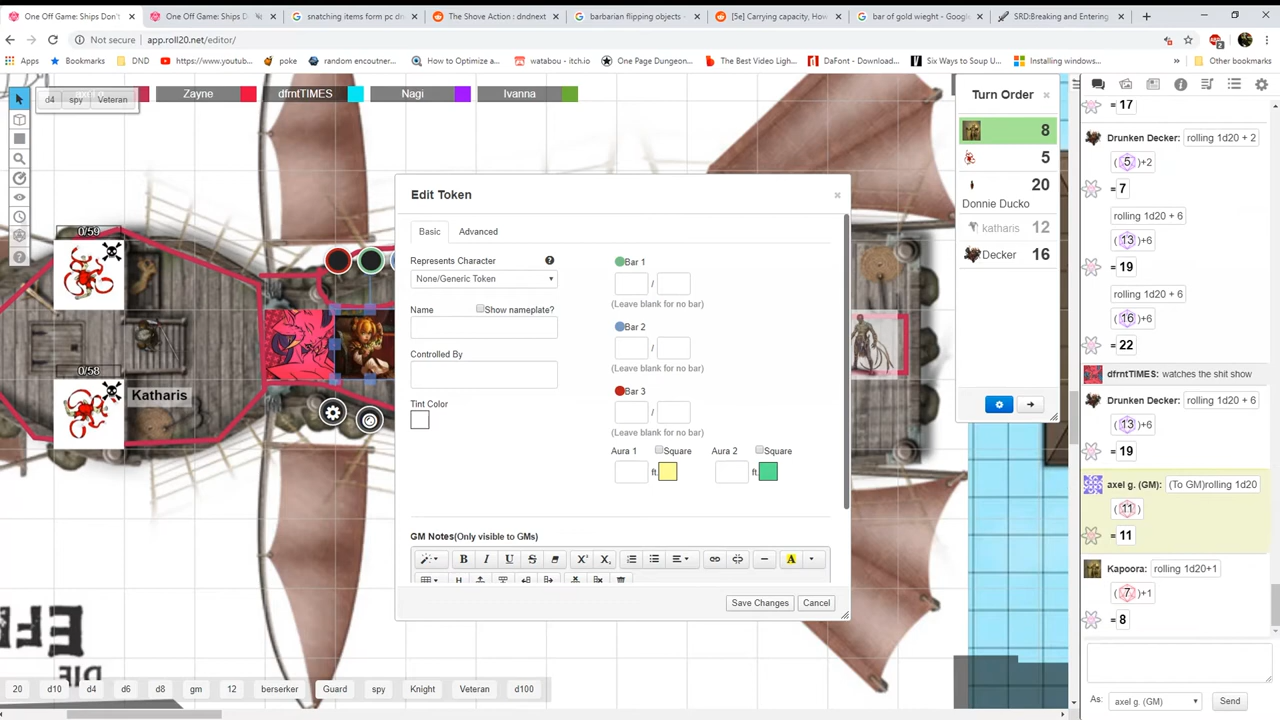 One Off Game: Ships Don't
One Off Game: Ships D
snatching items form pc dn
The Shove Action : dndnext
barbarian flipping objects -
[5e] Carrying capacity, How
bar of gold wieght - Google
SRD:Breaking and Entering
Not secure | app.roll20.net/editor/
2
Apps
Bookmarks
DND
https://www.youtub...
poke
random encoutner...
How to Optimize a...
watabou - itch.io
One Page Dungeon...
The Best Video Ligh...
DaFont - Downloa...
Six Ways to Suup U...
Installing windows...
»
Other bookmarks
d4 spy Veteran
Zayne
dfrntTIMES
Nagi
Ivanna
0/59
0/58
Katharis
Edit Token
×
Basic
Advanced
Represents Character
None/Generic Token
Name
Show nameplate?
Controlled By
Tint Color
Bar 1
/
(Leave blank for no bar)
Bar 2
/
(Leave blank for no bar)
Bar 3
/
(Leave blank for no bar)
Aura 1
Square
Aura 2
Square
ft.
ft.
GM Notes(Only visible to GMs)
B I U S X² X₂ A
H
Save Changes
Cancel
Turn Order
×
8
5
20
Donnie Ducko
katharis 12
Decker 16
= 17
Drunken Decker: rolling 1d20 + 2
(5)+2
= 7
rolling 1d20 + 6
(13)+6
= 19
rolling 1d20 + 6
(16)+6
= 22
dfrntTIMES: watches the shit show
Drunken Decker: rolling 1d20 + 6
(13)+6
= 19
axel g. (GM): (To GM)rolling 1d20
(11)
= 11
Kapoora: rolling 1d20+1
(7)+1
= 8
As: axel g. (GM)
Send
20 d10 d4 d6 d8 gm 12 berserker Guard spy Knight Veteran d100